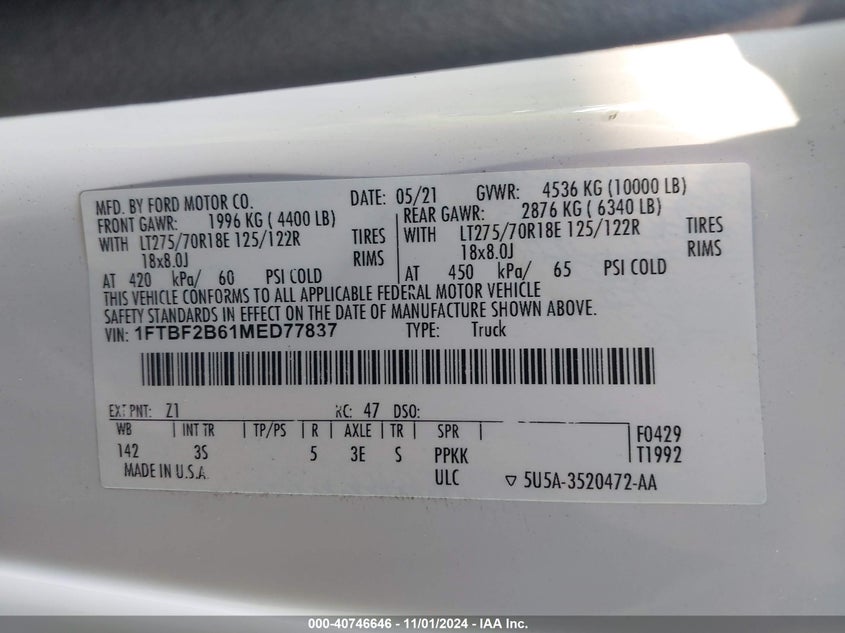 MFD. BY FORD MOTOR CO. DATE: 05/21 GVWR: 4536 KG (10000 LB)
FRONT GAWR: 1996 KG ( 4400 LB) REAR GAWR: 2876 KG ( 6340 LB)
WITH LT275/70R18E 125/122R TIRES WITH LT275/70R18E 125/122R TIRES
18x8.0J RIMS 18x8.0J RIMS
AT 420 kPa/ 60 PSI COLD AT 450 kPa/ 65 PSI COLD
THIS VEHICLE CONFORMS TO ALL APPLICABLE FEDERAL MOTOR VEHICLE
SAFETY STANDARDS IN EFFECT ON THE DATE OF MANUFACTURE SHOWN ABOVE.
VIN: 1FTBF2B61MED77837 TYPE: Truck
EXT PNT: Z1 RC: 47 DSO:
WB | INT TR | TP/PS | R | AXLE | TR | SPR | F0429
142 3S 5 3E S PPKK T1992
MADE IN U.S.A. ULC ▽ 5U5A-3520472-AA
000-40746646 - 11/01/2024 - IAA Inc.